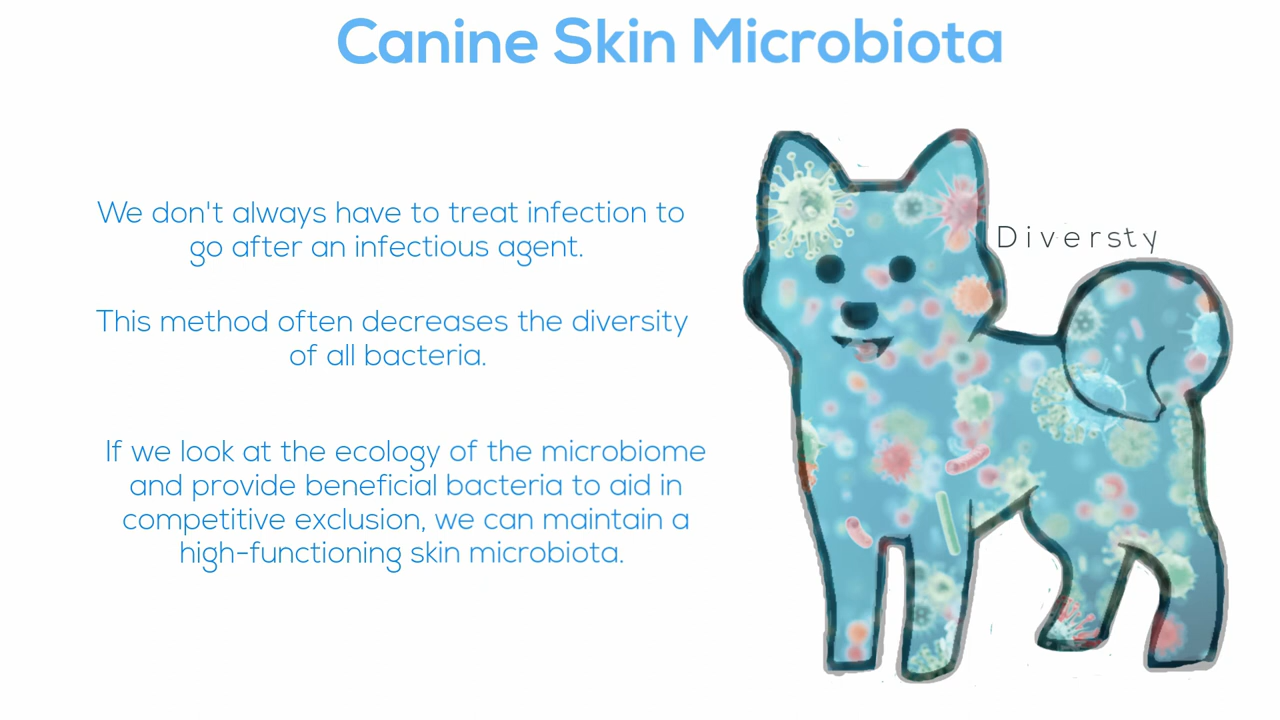 Canine Skin Microbiota
We don't always have to treat infection to
go after an infectious agent.
This method often decreases the diversity
of all bacteria.
If we look at the ecology of the microbiome
and provide beneficial bacteria to aid in
competitive exclusion, we can maintain a
high-functioning skin microbiota.
Diversty